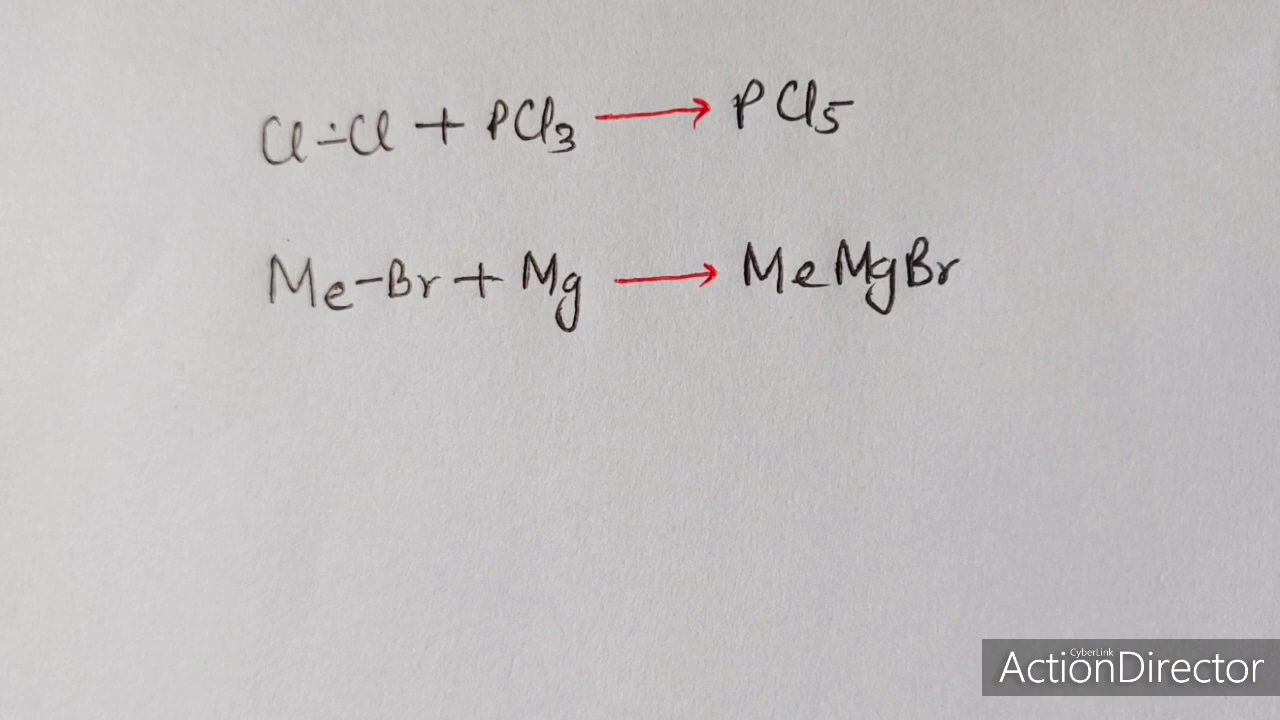 Cl-Cl + PCl3 → PCl5
Me-Br + Mg → MeMgBr
CyberLink
ActionDirector